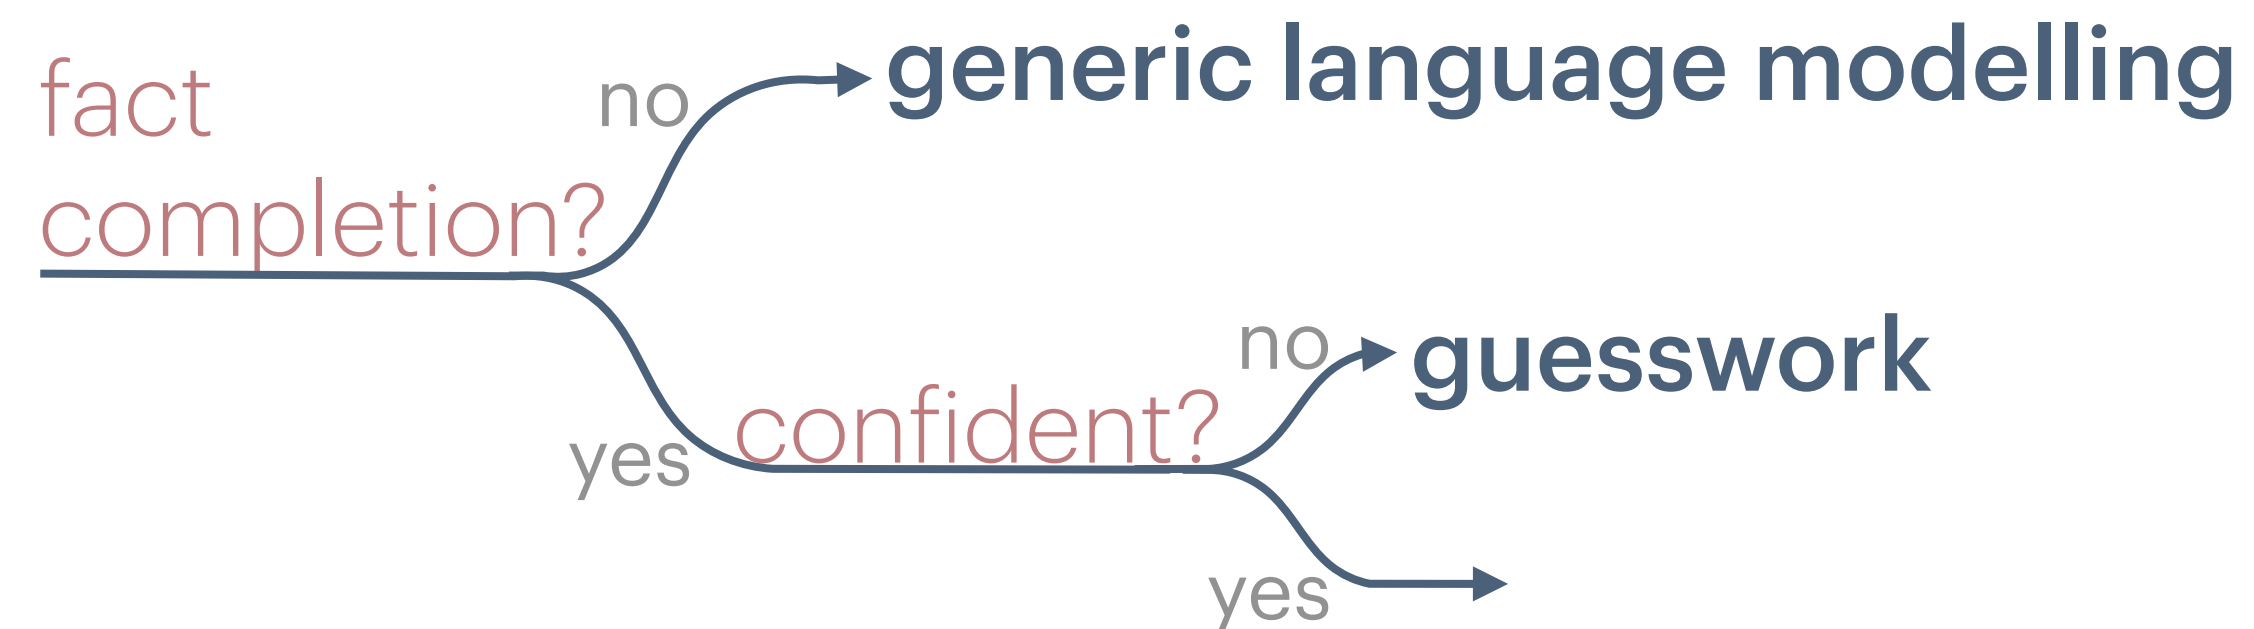 fact
completion?
no
generic language modelling
yes
confident?
no
guesswork
yes